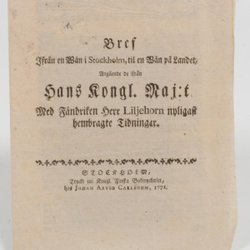 Bref
Ifrån en Wän i Stockholm, til en Wän på Landet,
Angående de ifrån
Hans Kongl. Maj:t
Med Fändriken Herr Liljehorn nyligast
hembragte Tidningar.
STOCKHOLM,
Tryckt uti Kongl. Finska Boktryckeriet,
hos JOHAN ARVID CARLBOHM, 1772.